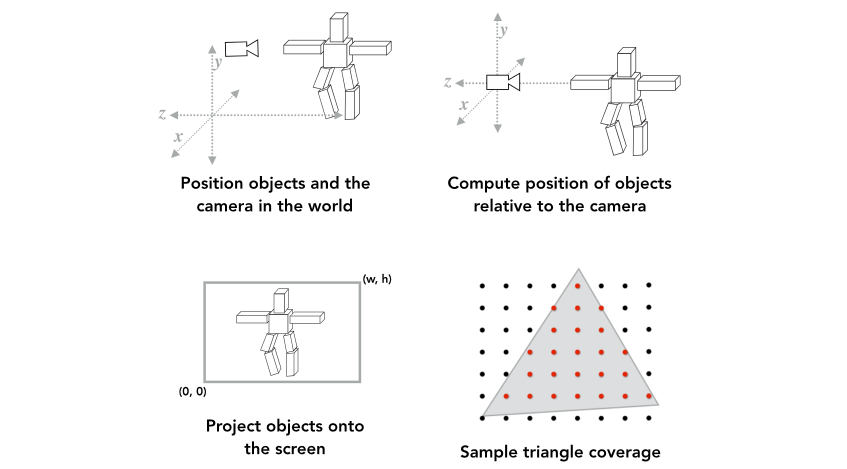 y
z
x
Position objects and the
camera in the world
y
z
x
Compute position of objects
relative to the camera
(w, h)
(0, 0)
Project objects onto
the screen
Sample triangle coverage